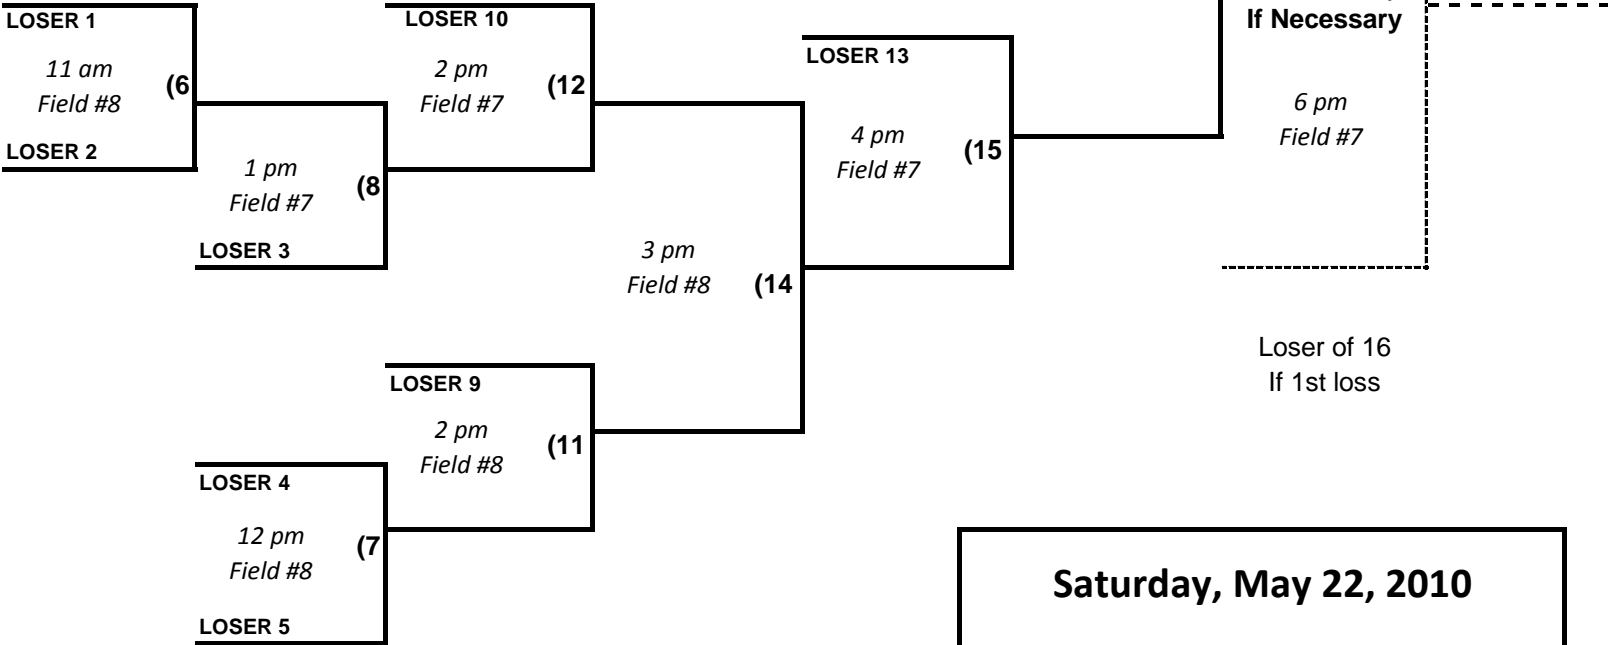 LOSER 1
11 am
Field #8
(6
LOSER 2
1 pm
Field #7
(8
LOSER 3
LOSER 10
2 pm
Field #7
(12
3 pm
Field #8
(14
LOSER 9
2 pm
Field #8
(11
LOSER 4
12 pm
Field #8
(7
LOSER 5
LOSER 13
4 pm
Field #7
(15
If Necessary
6 pm
Field #7
Loser of 16
If 1st loss
Saturday, May 22, 2010